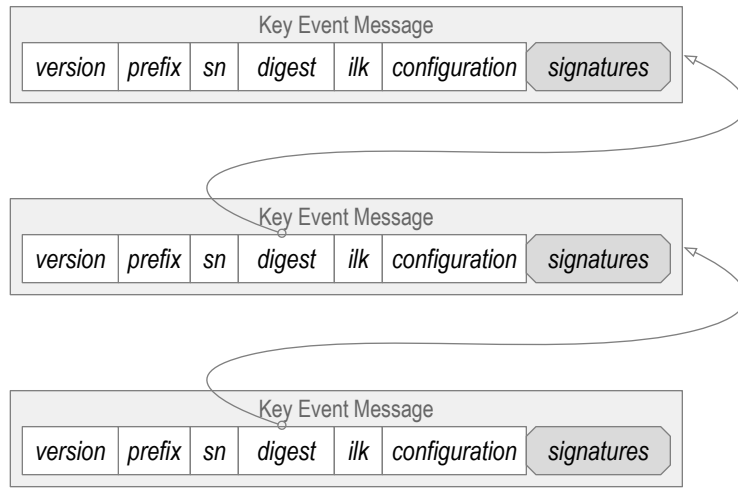 Key Event Message
version prefix sn digest ilk configuration signatures
Key Event Message
version prefix sn digest ilk configuration signatures
Key Event Message
version prefix sn digest ilk configuration signatures